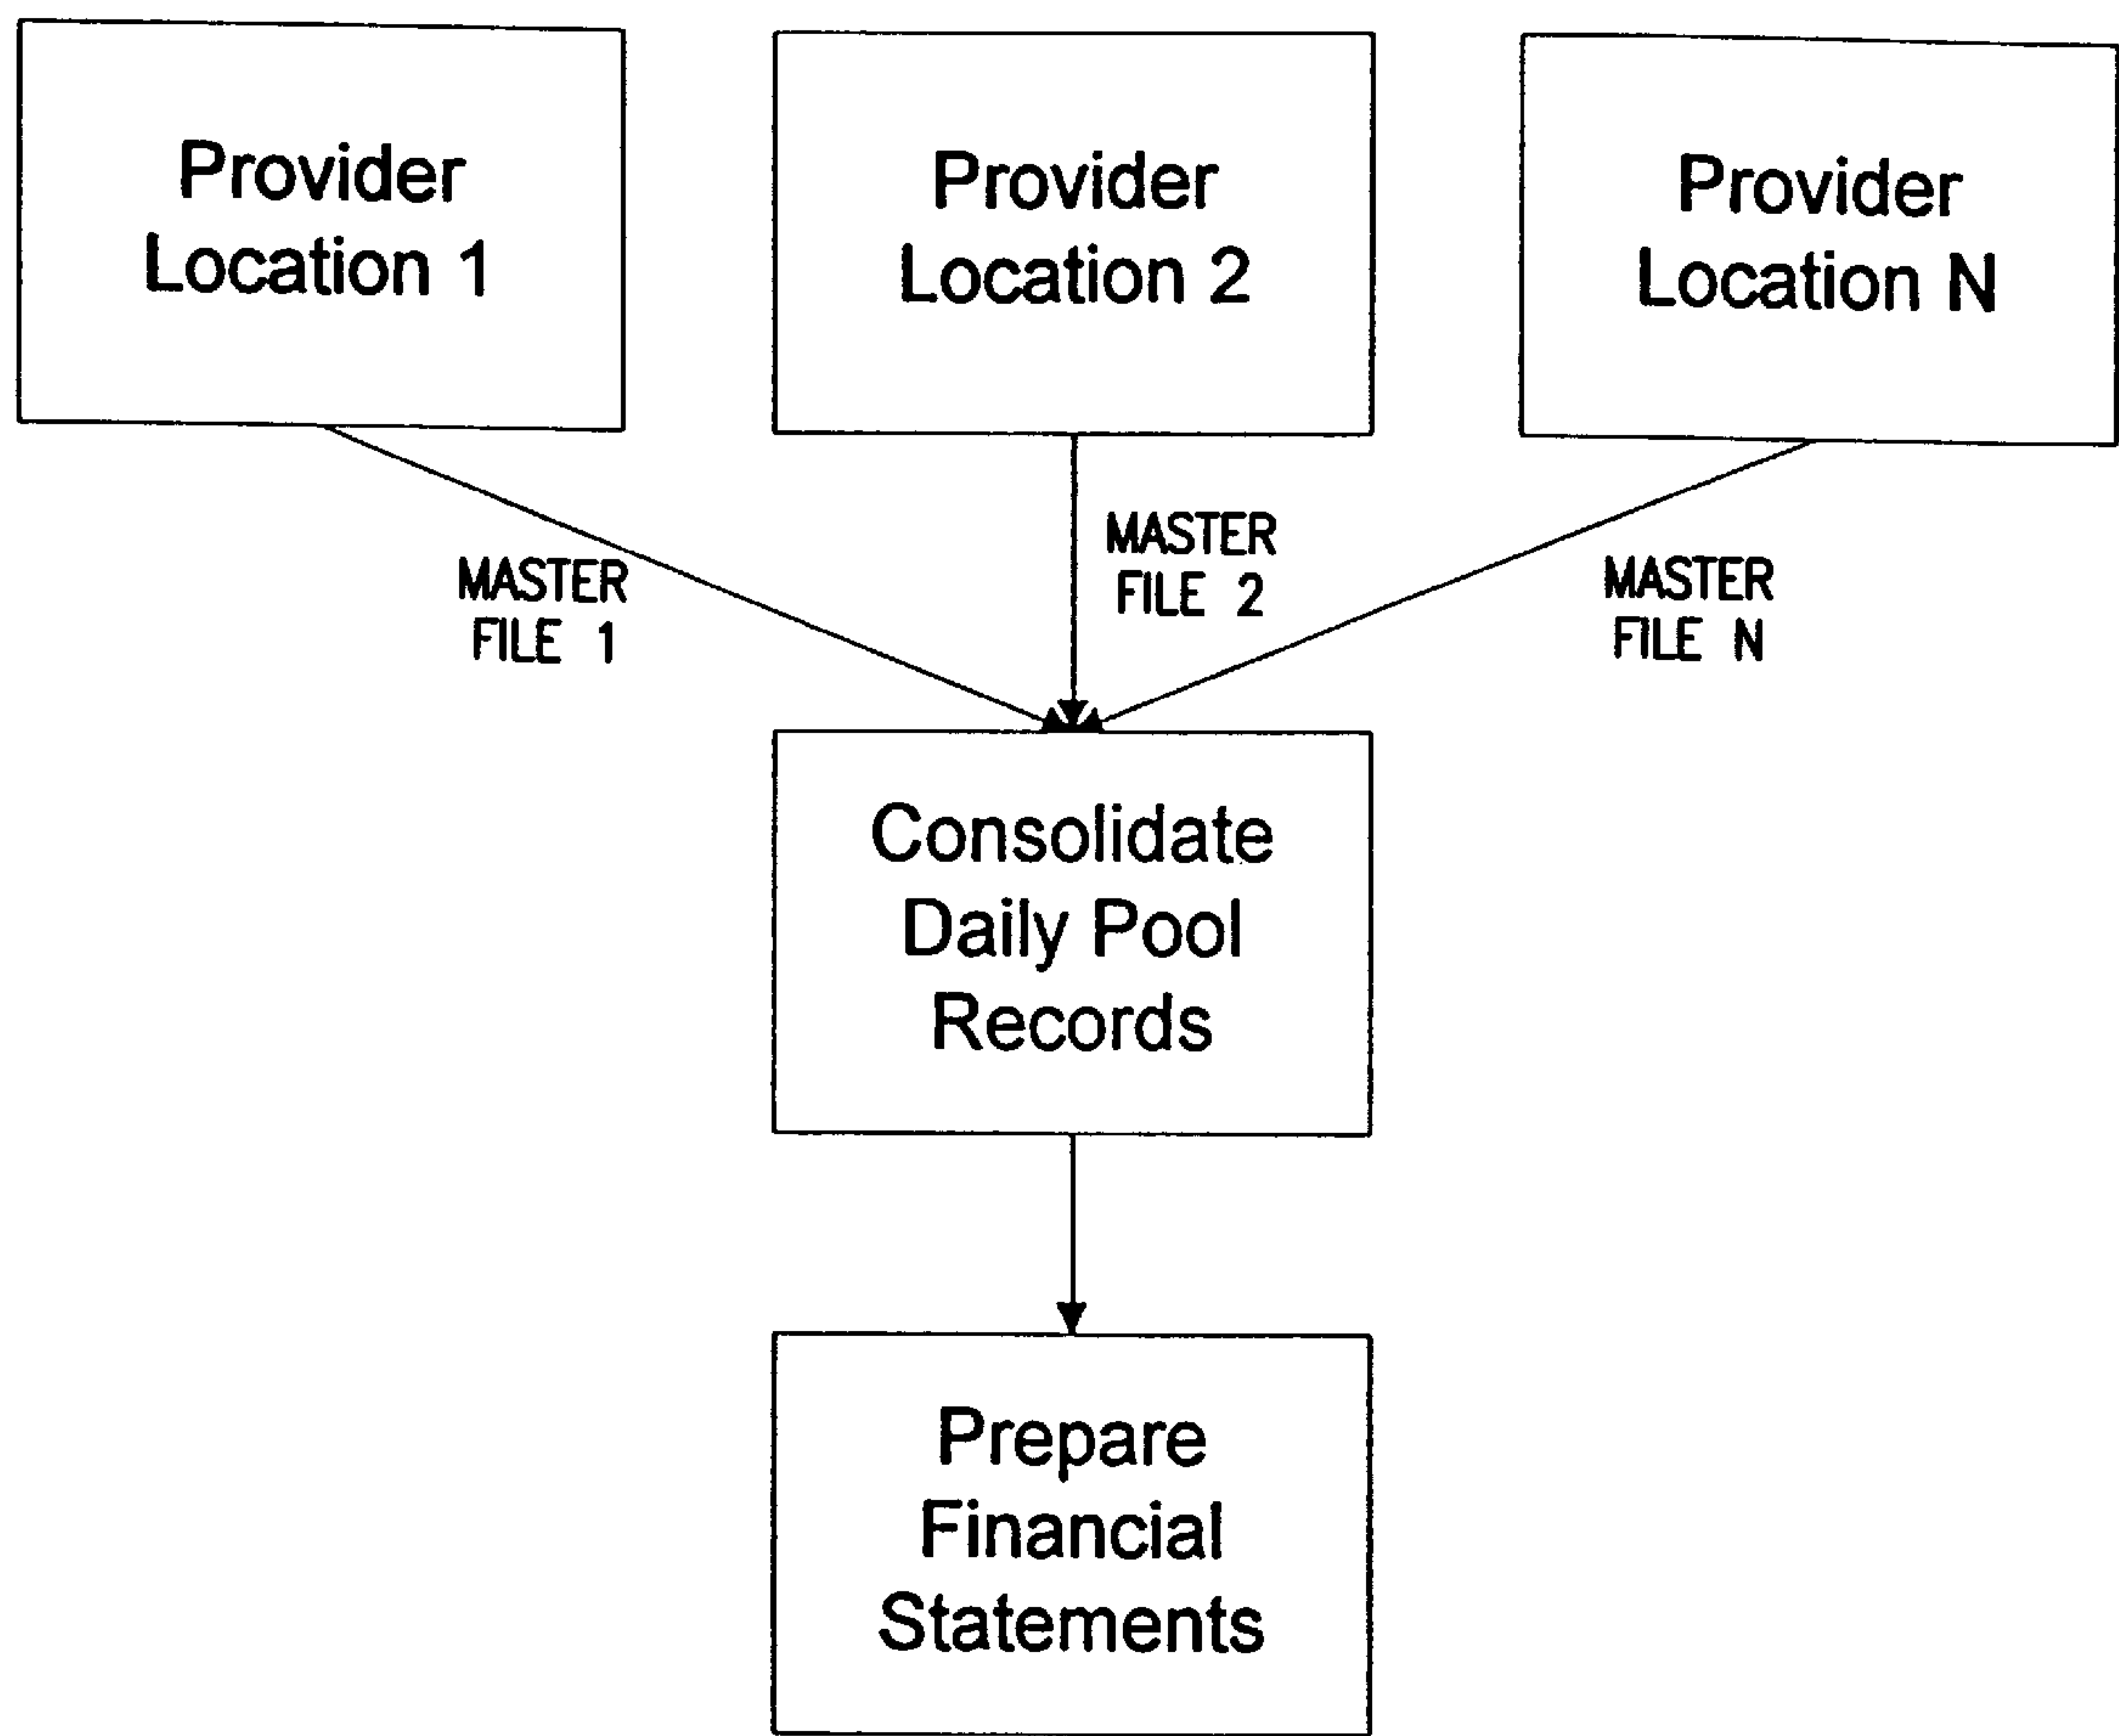 Provider
Location 1
Provider
Location 2
Provider
Location N
MASTER
FILE 1
MASTER
FILE 2
MASTER
FILE N
Consolidate
Daily Pool
Records
Prepare
Financial
Statements